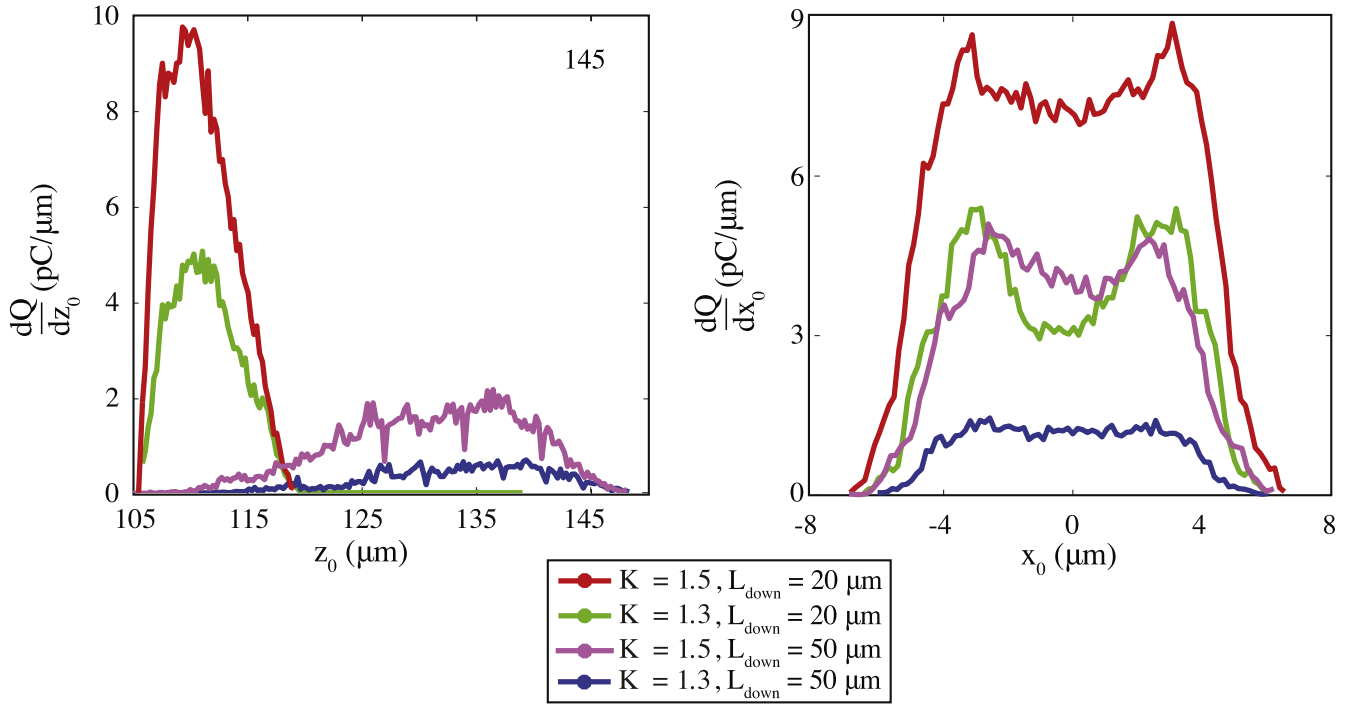 10
8
6
4
2
0
dQ
dz0
(pC/μm)
145
105
115
125
135
145
z0 (μm)
9
6
3
0
dQ
dx0
(pC/μm)
-8
-4
0
4
8
x0 (μm)
K = 1.5, Ldown = 20 μm
K = 1.3, Ldown = 20 μm
K = 1.5, Ldown = 50 μm
K = 1.3, Ldown = 50 μm